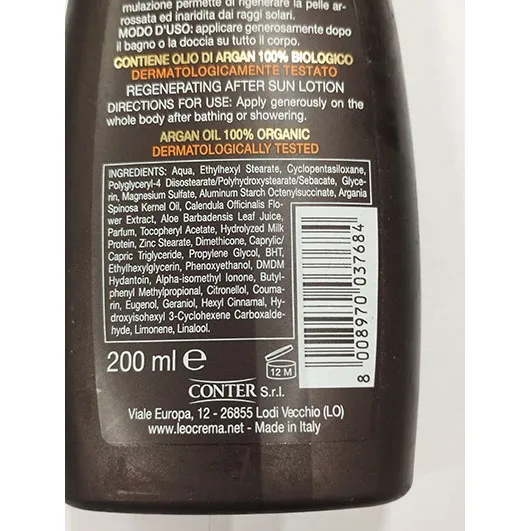 mulazione permette di rigenerare la pelle ar-
rossata ed inaridita dai raggi solari.
MODO D'USO: applicare generosamente dopo
il bagno o la doccia su tutto il corpo.
CONTIENE OLIO DI ARGAN 100% BIOLOGICO
DERMATOLOGICAMENTE TESTATO
REGENERATING AFTER SUN LOTION
DIRECTIONS FOR USE: Apply generously on the
whole body after bathing or showering.
ARGAN OIL 100% ORGANIC
DERMATOLOGICALLY TESTED
INGREDIENTS: Aqua, Ethylhexyl Stearate, Cyclopentasiloxane,
Polyglyceryl-4 Diisostearate/Polyhydroxystearate/Sebacate, Glyce-
rin, Magnesium Sulfate, Aluminum Starch Octenylsuccinate, Argania
Spinosa Kernel Oil, Calendula Officinalis Flo-
wer Extract, Aloe Barbadensis Leaf Juice,
Parfum, Tocopheryl Acetate, Hydrolyzed Milk
Protein, Zinc Stearate, Dimethicone, Caprylic/
Capric Triglyceride, Propylene Glycol, BHT,
Ethylhexylglycerin, Phenoxyethanol, DMDM
Hydantoin, Alpha-isomethyl Ionone, Butyl-
phenyl Methylpropional, Citronellol, Couma-
rin, Eugenol, Geraniol, Hexyl Cinnamal, Hy-
droxyisohexyl 3-Cyclohexene Carboxalde-
hyde, Limonene, Linalool.
8 008970 037684
200 ml e
12 M
CONTER S.r.l.
Viale Europa, 12 - 26855 Lodi Vecchio (LO)
www.leocrema.net - Made in Italy